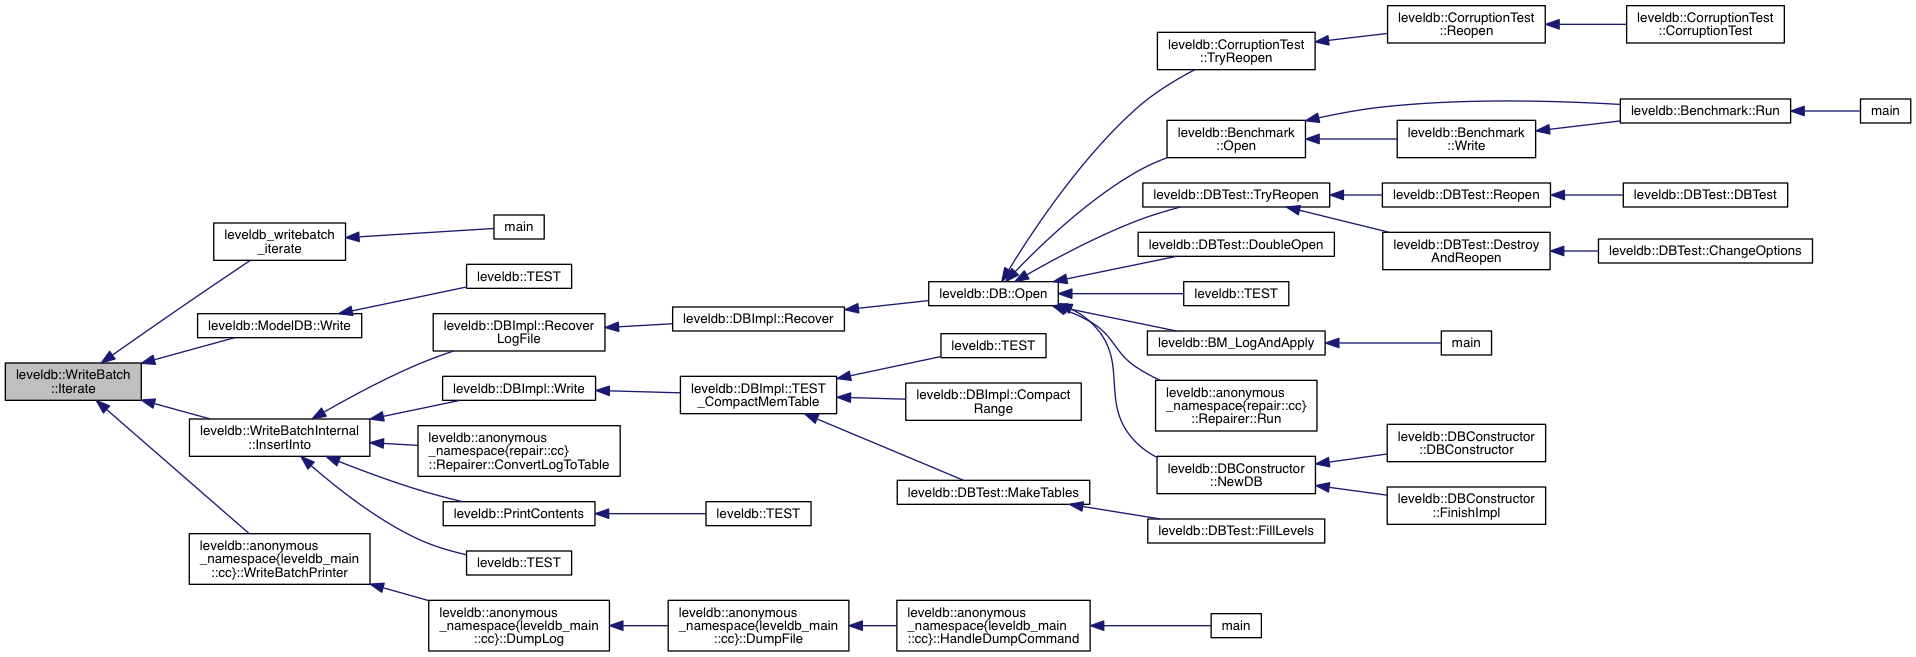 leveldb::WriteBatch
::Iterate
leveldb_writebatch
_iterate
main
leveldb::ModelDB::Write
leveldb::TEST
leveldb::WriteBatchInternal
::InsertInto
leveldb::DBImpl::Recover
LogFile
leveldb::DBImpl::Recover
leveldb::DB::Open
leveldb::CorruptionTest
::TryReopen
leveldb::CorruptionTest
::Reopen
leveldb::CorruptionTest
::CorruptionTest
leveldb::Benchmark
::Open
leveldb::Benchmark
::Write
leveldb::Benchmark::Run
main
leveldb::DBTest::TryReopen
leveldb::DBTest::Reopen
leveldb::DBTest::DBTest
leveldb::DBTest::Destroy
AndReopen
leveldb::DBTest::ChangeOptions
leveldb::DBTest::DoubleOpen
leveldb::TEST
leveldb::BM_LogAndApply
main
leveldb::anonymous
_namespace{repair::cc}
::Repairer::Run
leveldb::DBConstructor
::NewDB
leveldb::DBConstructor
::DBConstructor
leveldb::DBConstructor
::FinishImpl
leveldb::DBImpl::Write
leveldb::DBImpl::TEST
_CompactMemTable
leveldb::TEST
leveldb::DBImpl::Compact
Range
leveldb::DBTest::MakeTables
leveldb::DBTest::FillLevels
leveldb::anonymous
_namespace{repair::cc}
::Repairer::ConvertLogToTable
leveldb::PrintContents
leveldb::TEST
leveldb::TEST
leveldb::anonymous
_namespace{leveldb_main
::cc}::WriteBatchPrinter
leveldb::anonymous
_namespace{leveldb_main
::cc}::DumpLog
leveldb::anonymous
_namespace{leveldb_main
::cc}::DumpFile
leveldb::anonymous
_namespace{leveldb_main
::cc}::HandleDumpCommand
main